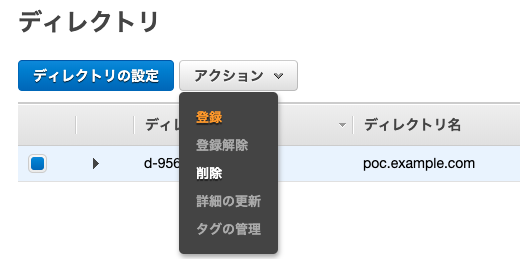 ディレクトリ
ディレクトリの設定
アクション
登録
登録解除
削除
詳細の更新
タグの管理
ディレ
ディレクトリ名
d-956
poc.example.com